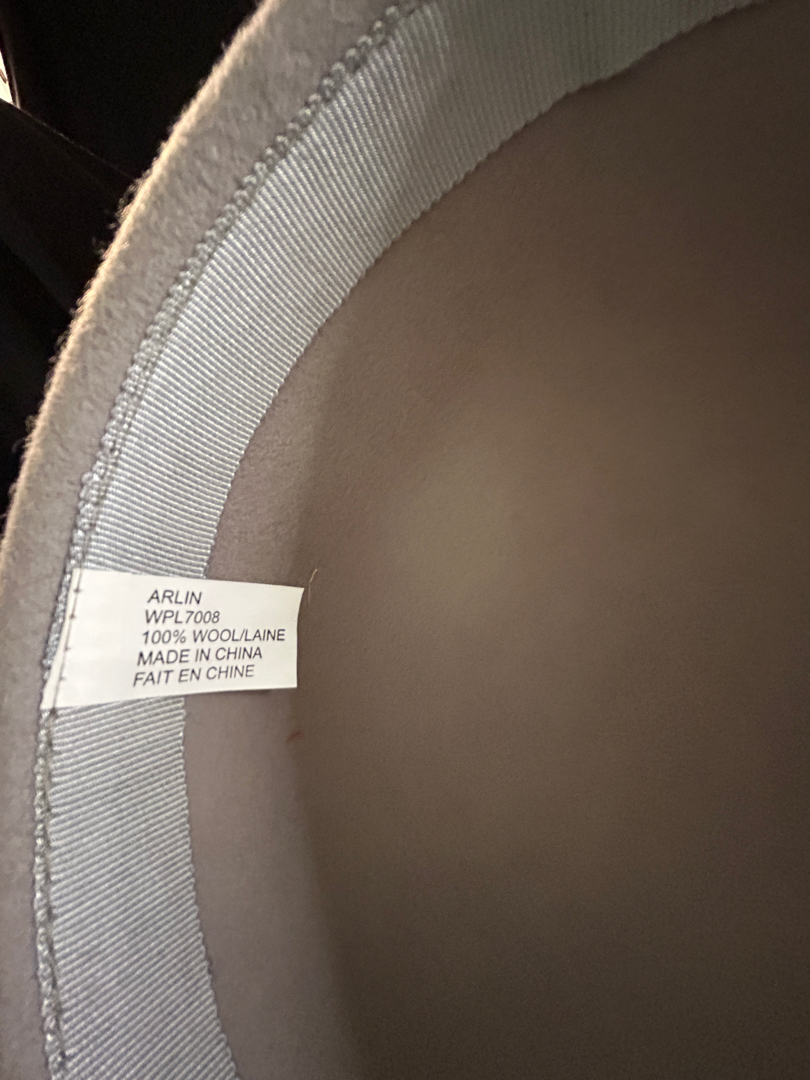 ARLIN
WPL7008
100% WOOL/LAINE
MADE IN CHINA
FAIT EN CHINE